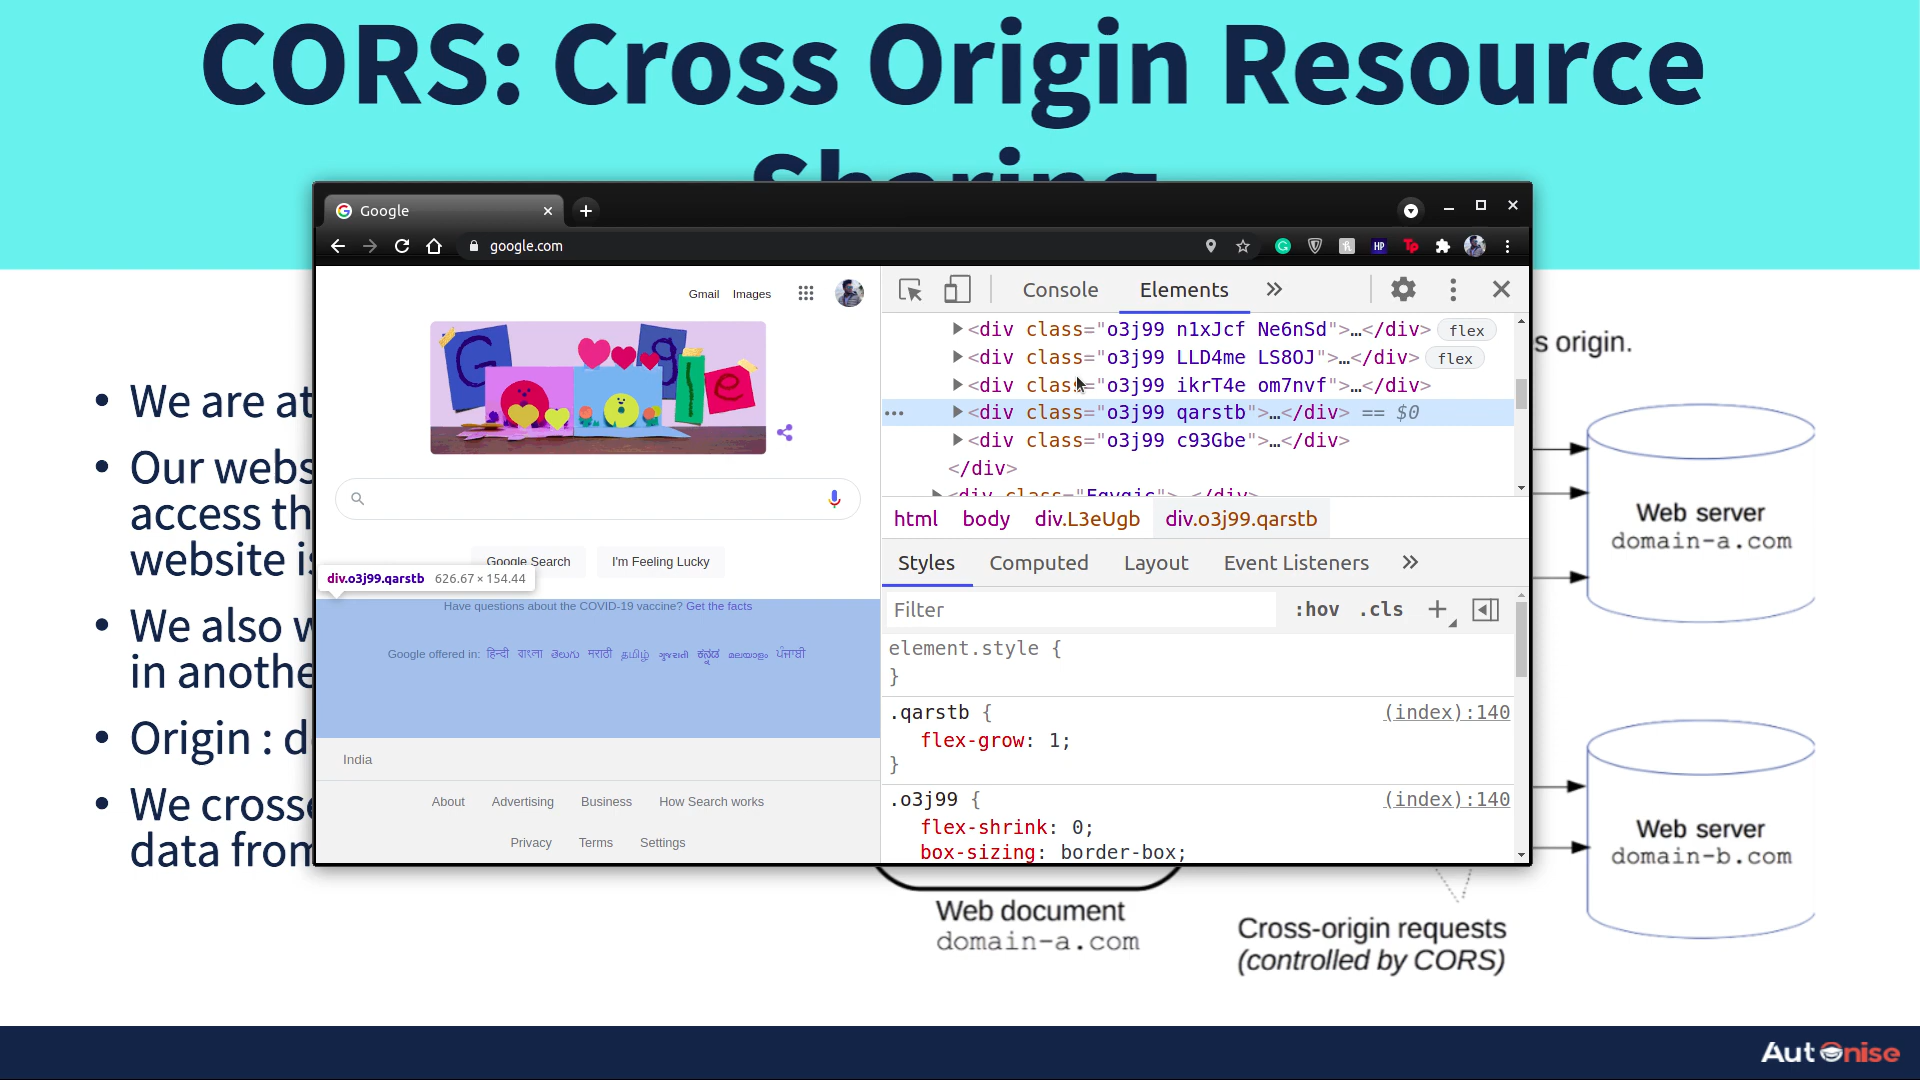 CORS: Cross Origin Resource
Sharing
s origin.
• We are at
• Our webs
access th
website is
• We also w
in anothe
• Origin : d
• We crosse
data from
Google
google.com
Gmail Images
Google Search I'm Feeling Lucky
div.o3j99.qarstb 626.67 × 154.44
Have questions about the COVID-19 vaccine? Get the facts
Google offered in: हिन्दी বাংলা తెలుగు मराठी தமிழ் ગુજરાતી ಕನ್ನಡ മലയാളം ਪੰਜਾਬੀ
India
About Advertising Business How Search works
Privacy Terms Settings
Console Elements
<div class="o3j99 n1xJcf Ne6nSd">…</div> flex
<div class="o3j99 LLD4me LS8OJ">…</div> flex
<div class="o3j99 ikrT4e om7nvf">…</div>
<div class="o3j99 qarstb">…</div> == $0
<div class="o3j99 c93Gbe">…</div>
</div>
html body div.L3eUgb div.o3j99.qarstb
Styles Computed Layout Event Listeners
Filter :hov .cls
element.style {
}
.qarstb { (index):140
flex-grow: 1;
}
.o3j99 { (index):140
flex-shrink: 0;
box-sizing: border-box;
Web server
domain-a.com
Web server
domain-b.com
Web document
domain-a.com
Cross-origin requests
(controlled by CORS)
Autonise